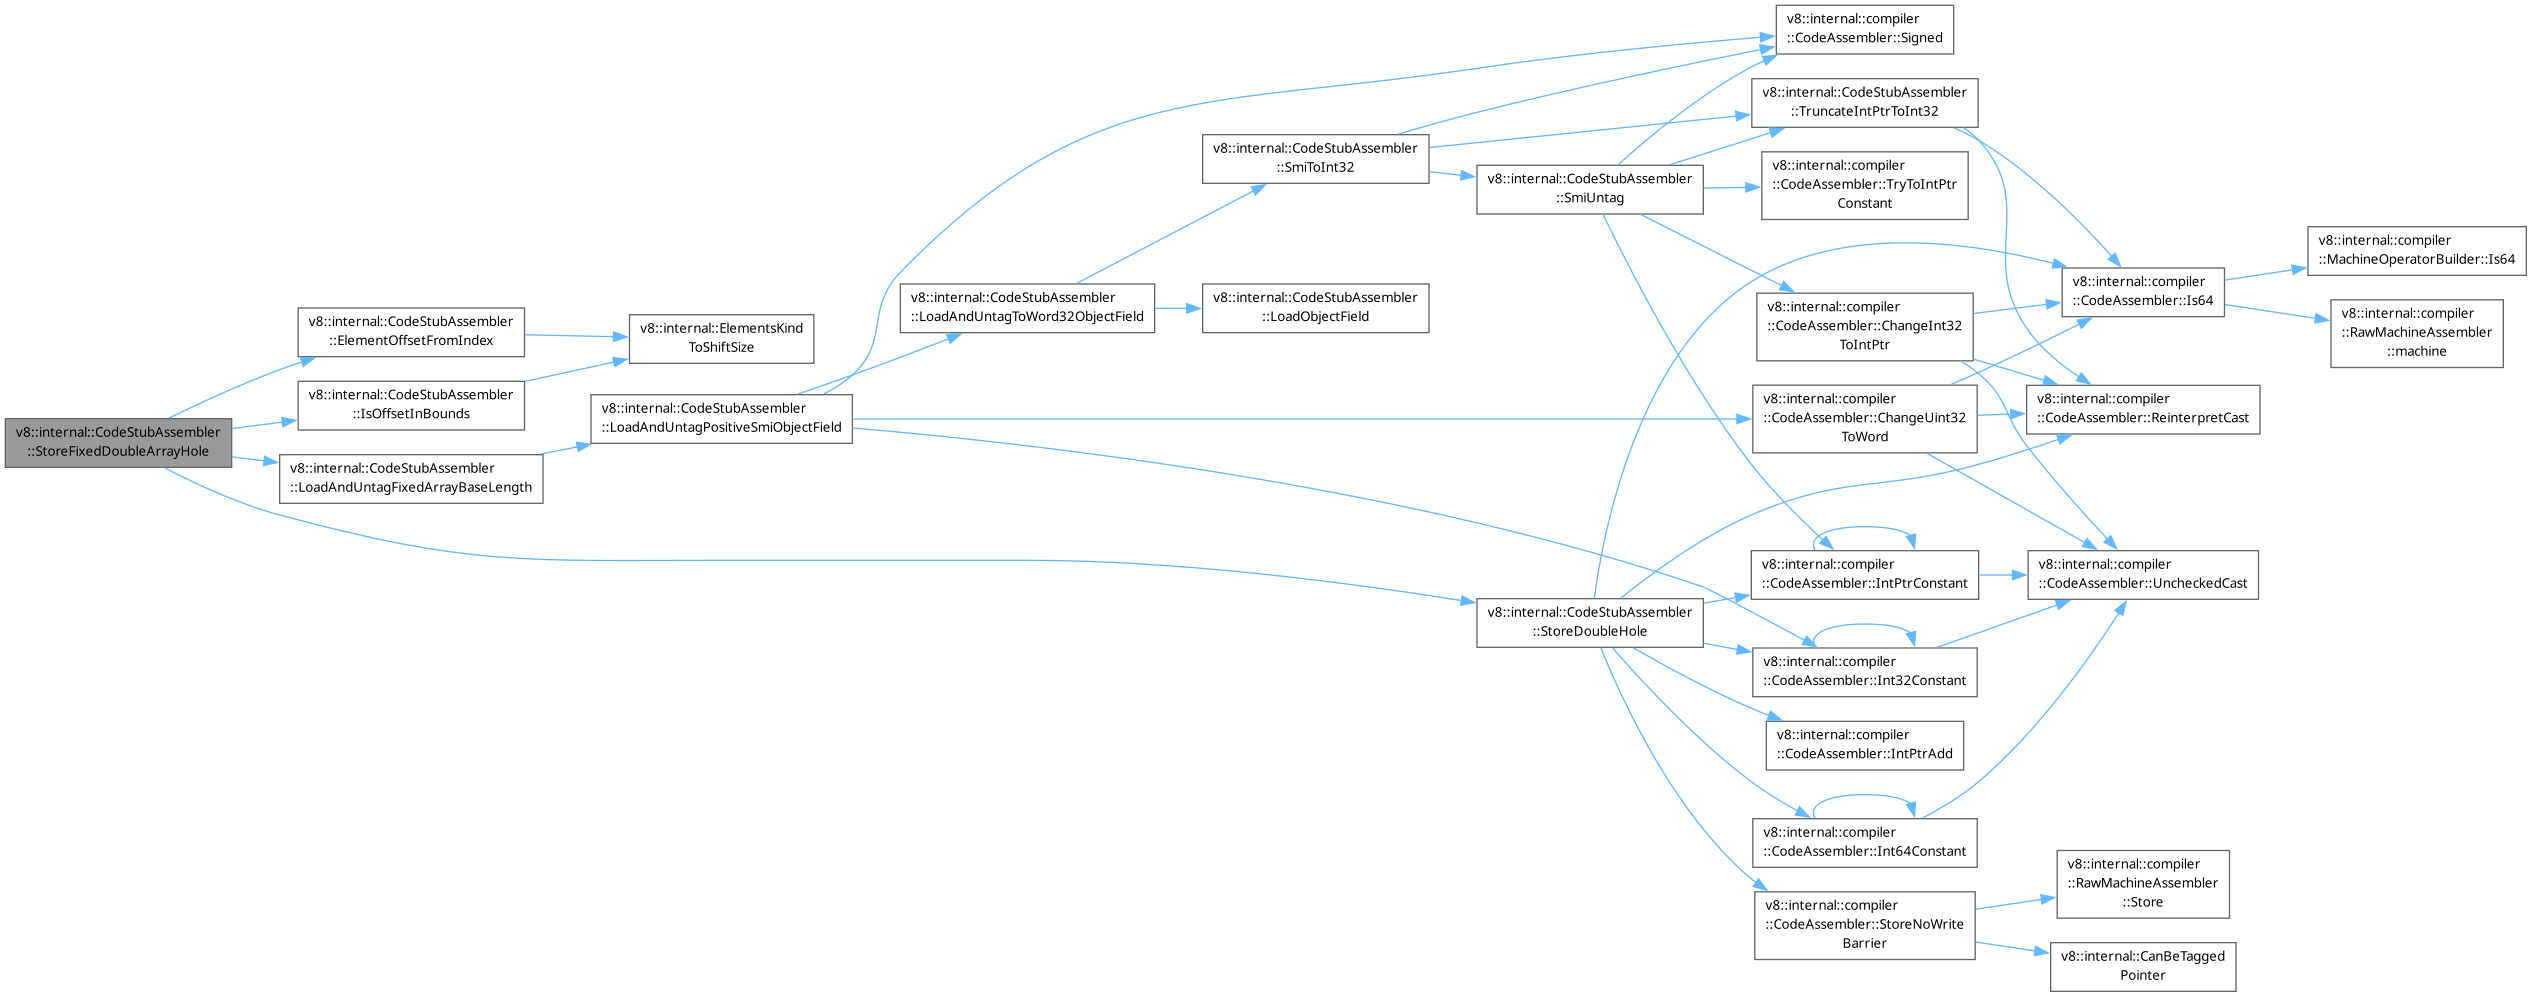 v8::internal::CodeStubAssembler
::StoreFixedDoubleArrayHole
v8::internal::CodeStubAssembler
::ElementOffsetFromIndex
v8::internal::CodeStubAssembler
::IsOffsetInBounds
v8::internal::CodeStubAssembler
::LoadAndUntagFixedArrayBaseLength
v8::internal::ElementsKind
ToShiftSize
v8::internal::CodeStubAssembler
::LoadAndUntagPositiveSmiObjectField
v8::internal::CodeStubAssembler
::LoadAndUntagToWord32ObjectField
v8::internal::CodeStubAssembler
::SmiToInt32
v8::internal::CodeStubAssembler
::LoadObjectField
v8::internal::CodeStubAssembler
::SmiUntag
v8::internal::CodeStubAssembler
::StoreDoubleHole
v8::internal::compiler
::CodeAssembler::Signed
v8::internal::CodeStubAssembler
::TruncateIntPtrToInt32
v8::internal::compiler
::CodeAssembler::TryToIntPtr
Constant
v8::internal::compiler
::CodeAssembler::ChangeInt32
ToIntPtr
v8::internal::compiler
::CodeAssembler::ChangeUint32
ToWord
v8::internal::compiler
::CodeAssembler::IntPtrConstant
v8::internal::compiler
::CodeAssembler::Int32Constant
v8::internal::compiler
::CodeAssembler::IntPtrAdd
v8::internal::compiler
::CodeAssembler::Int64Constant
v8::internal::compiler
::CodeAssembler::StoreNoWrite
Barrier
v8::internal::compiler
::CodeAssembler::Is64
v8::internal::compiler
::CodeAssembler::ReinterpretCast
v8::internal::compiler
::CodeAssembler::UncheckedCast
v8::internal::compiler
::RawMachineAssembler
::Store
v8::internal::CanBeTagged
Pointer
v8::internal::compiler
::MachineOperatorBuilder::Is64
v8::internal::compiler
::RawMachineAssembler
::machine